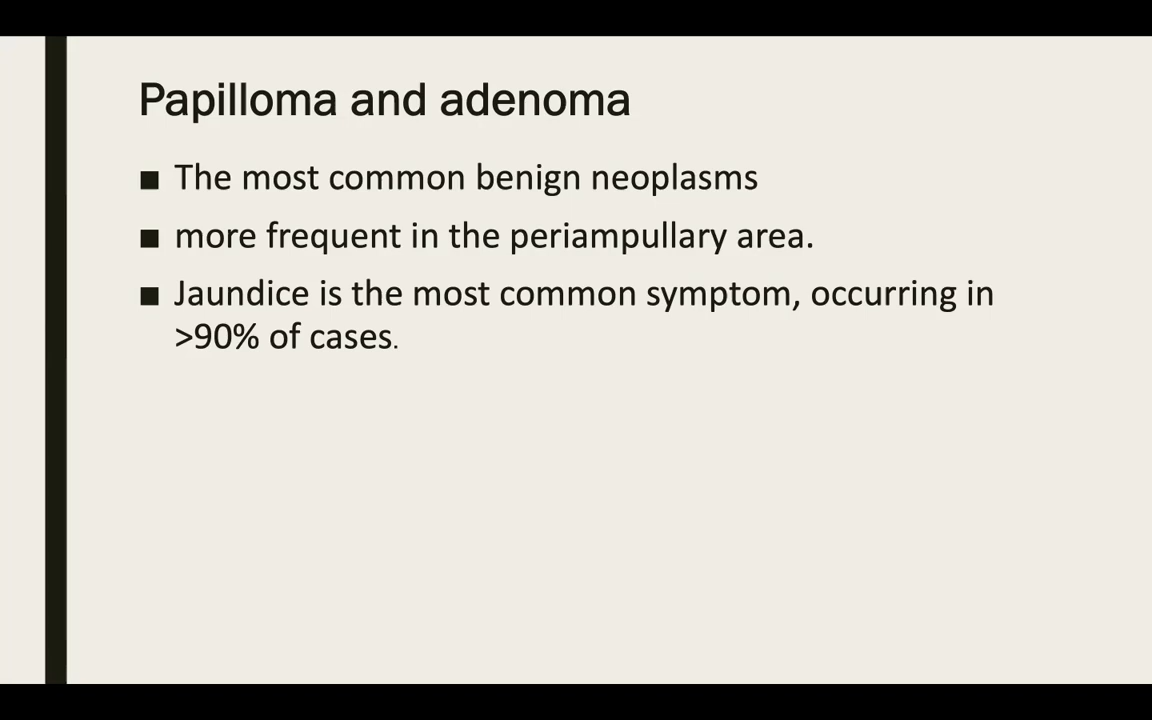 Papilloma and adenoma
■ The most common benign neoplasms
■ more frequent in the periampullary area.
■ Jaundice is the most common symptom, occurring in
>90% of cases.